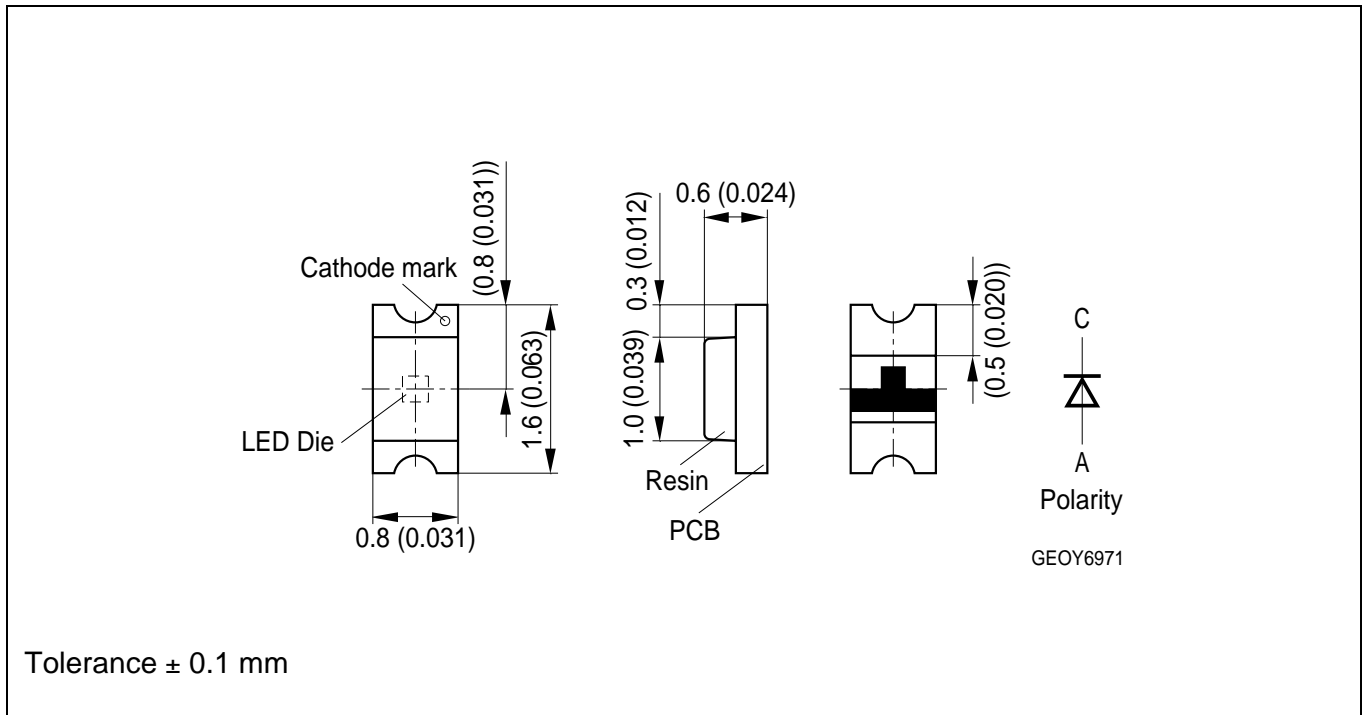 Cathode mark
LED Die
(0.8 (0.031))
1.6 (0.063)
0.8 (0.031)
0.6 (0.024)
0.3 (0.012)
1.0 (0.039)
Resin
PCB
(0.5 (0.020))
C
A
Polarity
GEOY6971
Tolerance ± 0.1 mm